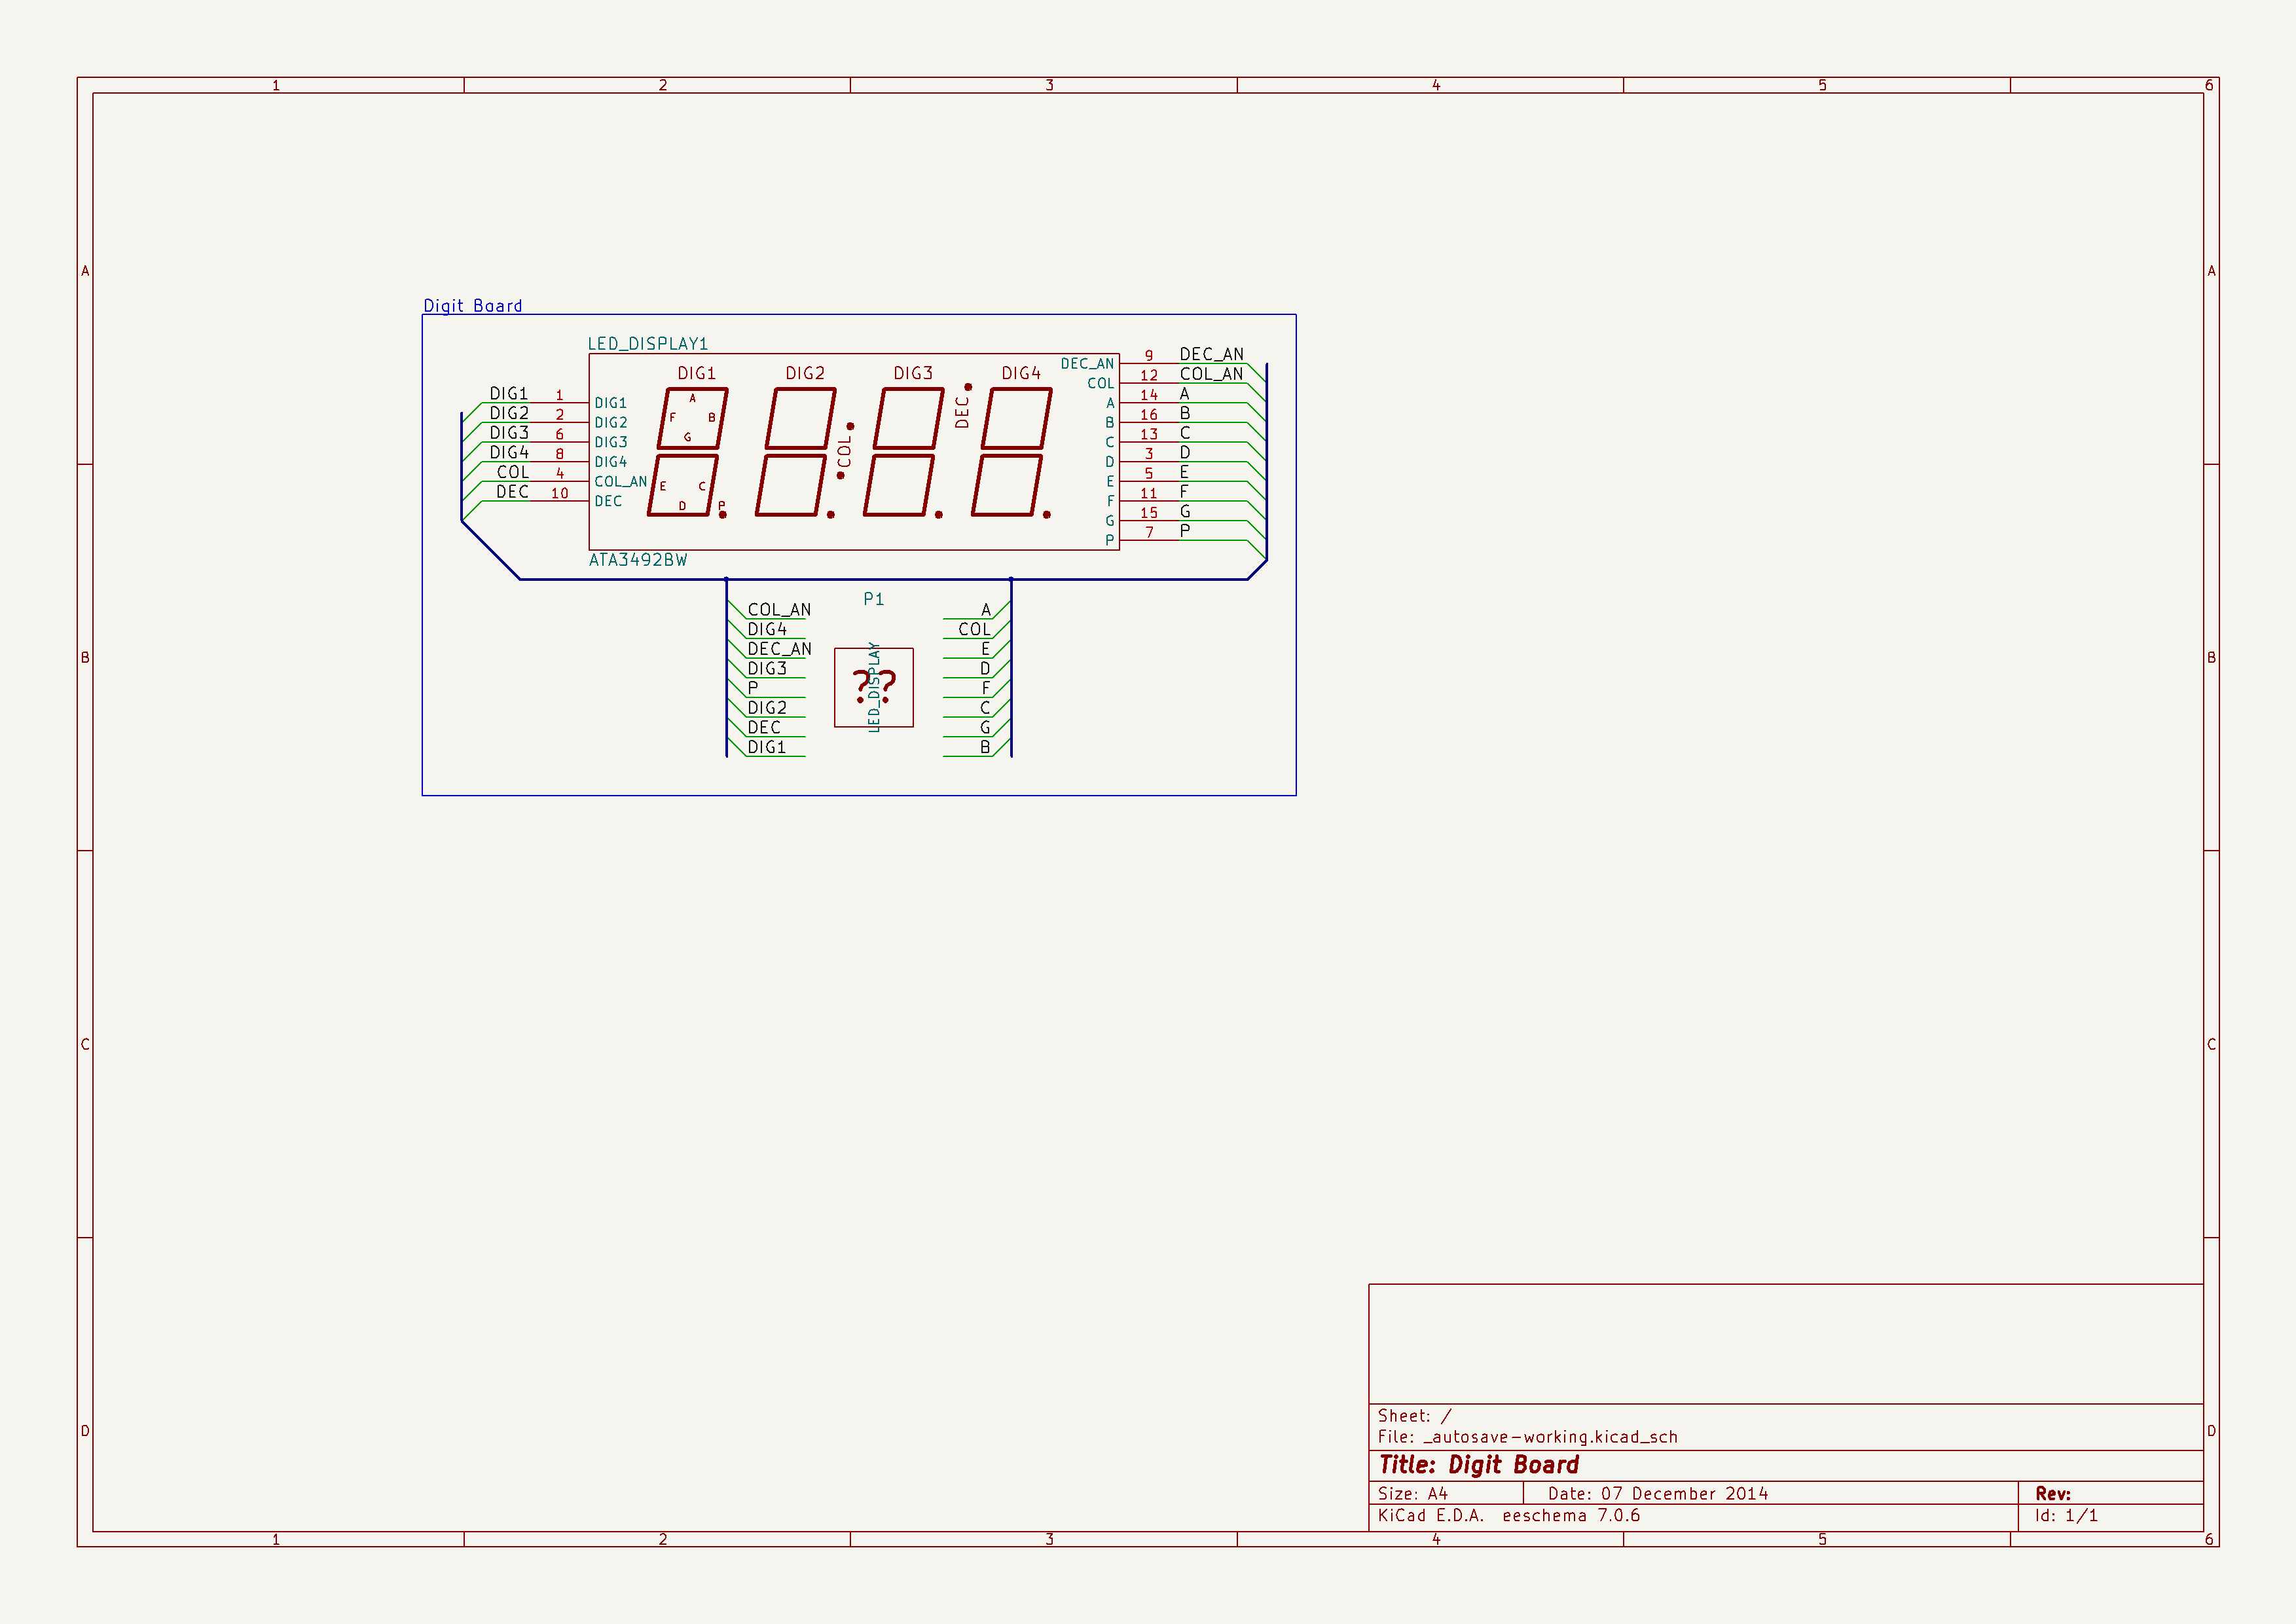 1 2 3 4 5 6
A A
Digit Board
LED_DISPLAY1
DIG1 DIG2 DIG3 DIG4
DIG1 1 DIG1
DIG2 2 DIG2
DIG3 6 DIG3
DIG4 8 DIG4
COL 4 COL_AN
DEC 10 DEC
A
F B
G
E C
D P
COL
DEC
DEC_AN 9 DEC_AN
COL 12 COL_AN
A 14 A
B 16 B
C 13 C
D 3 D
E 5 E
F 11 F
G 15 G
P 7 P
ATA3492BW
P1
COL_AN A
DIG4 COL
DEC_AN E
DIG3 D
P F
DIG2 C
DEC G
DIG1 B
??
LED_DISPLAY
B B
C C
D D
Sheet: /
File: _autosave-working.kicad_sch
Title: Digit Board
Size: A4 Date: 07 December 2014 Rev:
KiCad E.D.A. eeschema 7.0.6 Id: 1/1
1 2 3 4 5 6